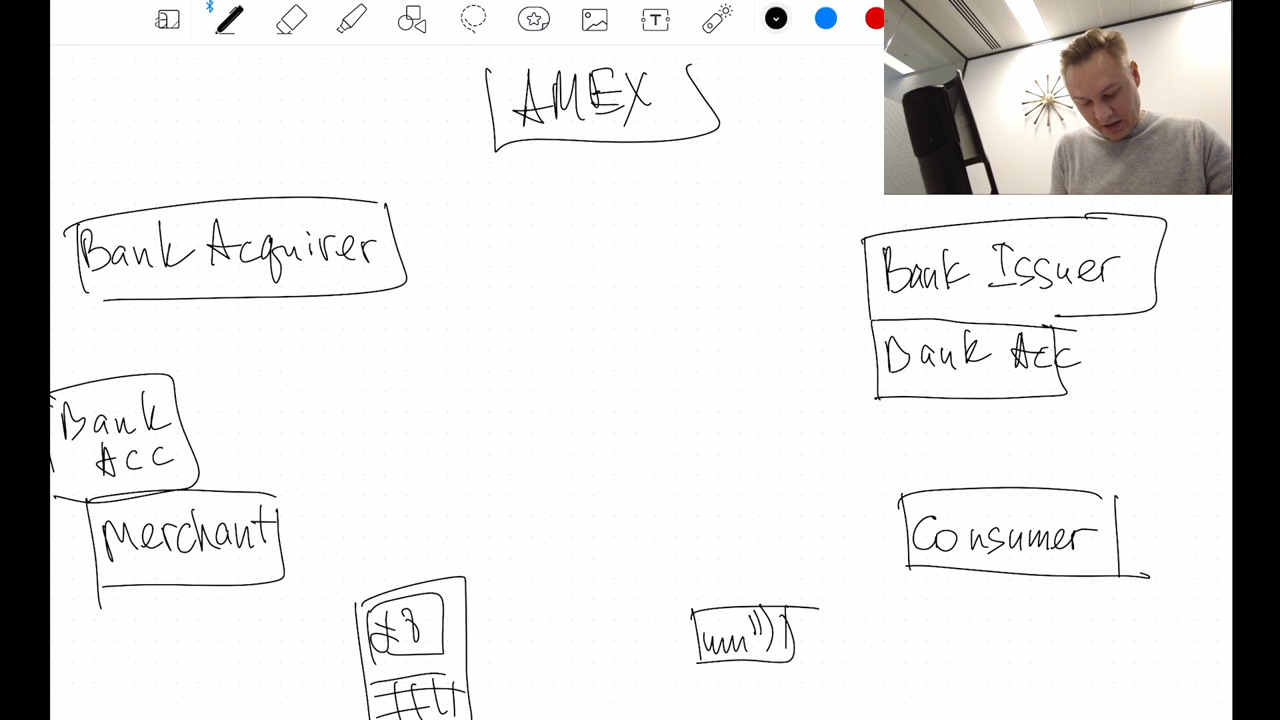 AMEX
Bank Acquirer
Bank Issuer
Bank Acc
Bank
Acc
Merchant
Consumer
£3